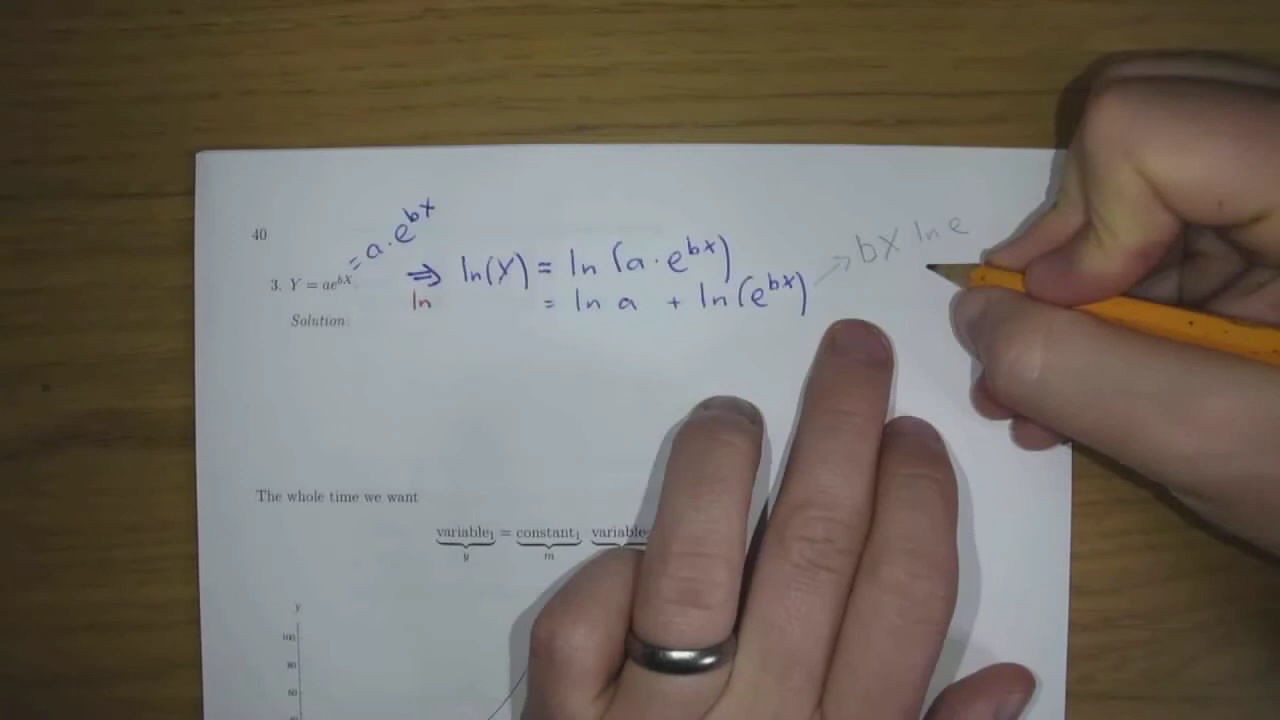 40
3. Y = ae^{bX} = a · e^{bX}
⇒ ln(Y) = ln (a · e^{bX})
ln
= ln a + ln(e^{bX}) → bX ln e
Solution:
The whole time we want
variable₁ = constant₁ variable
y m
y
100
80
60